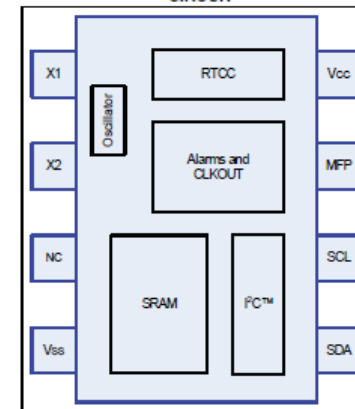 X1
RTCC
Vcc
Oscillator
X2
Alarms and
CLKOUT
MFP
NC
SCL
SRAM
I²C™
Vss
SDA